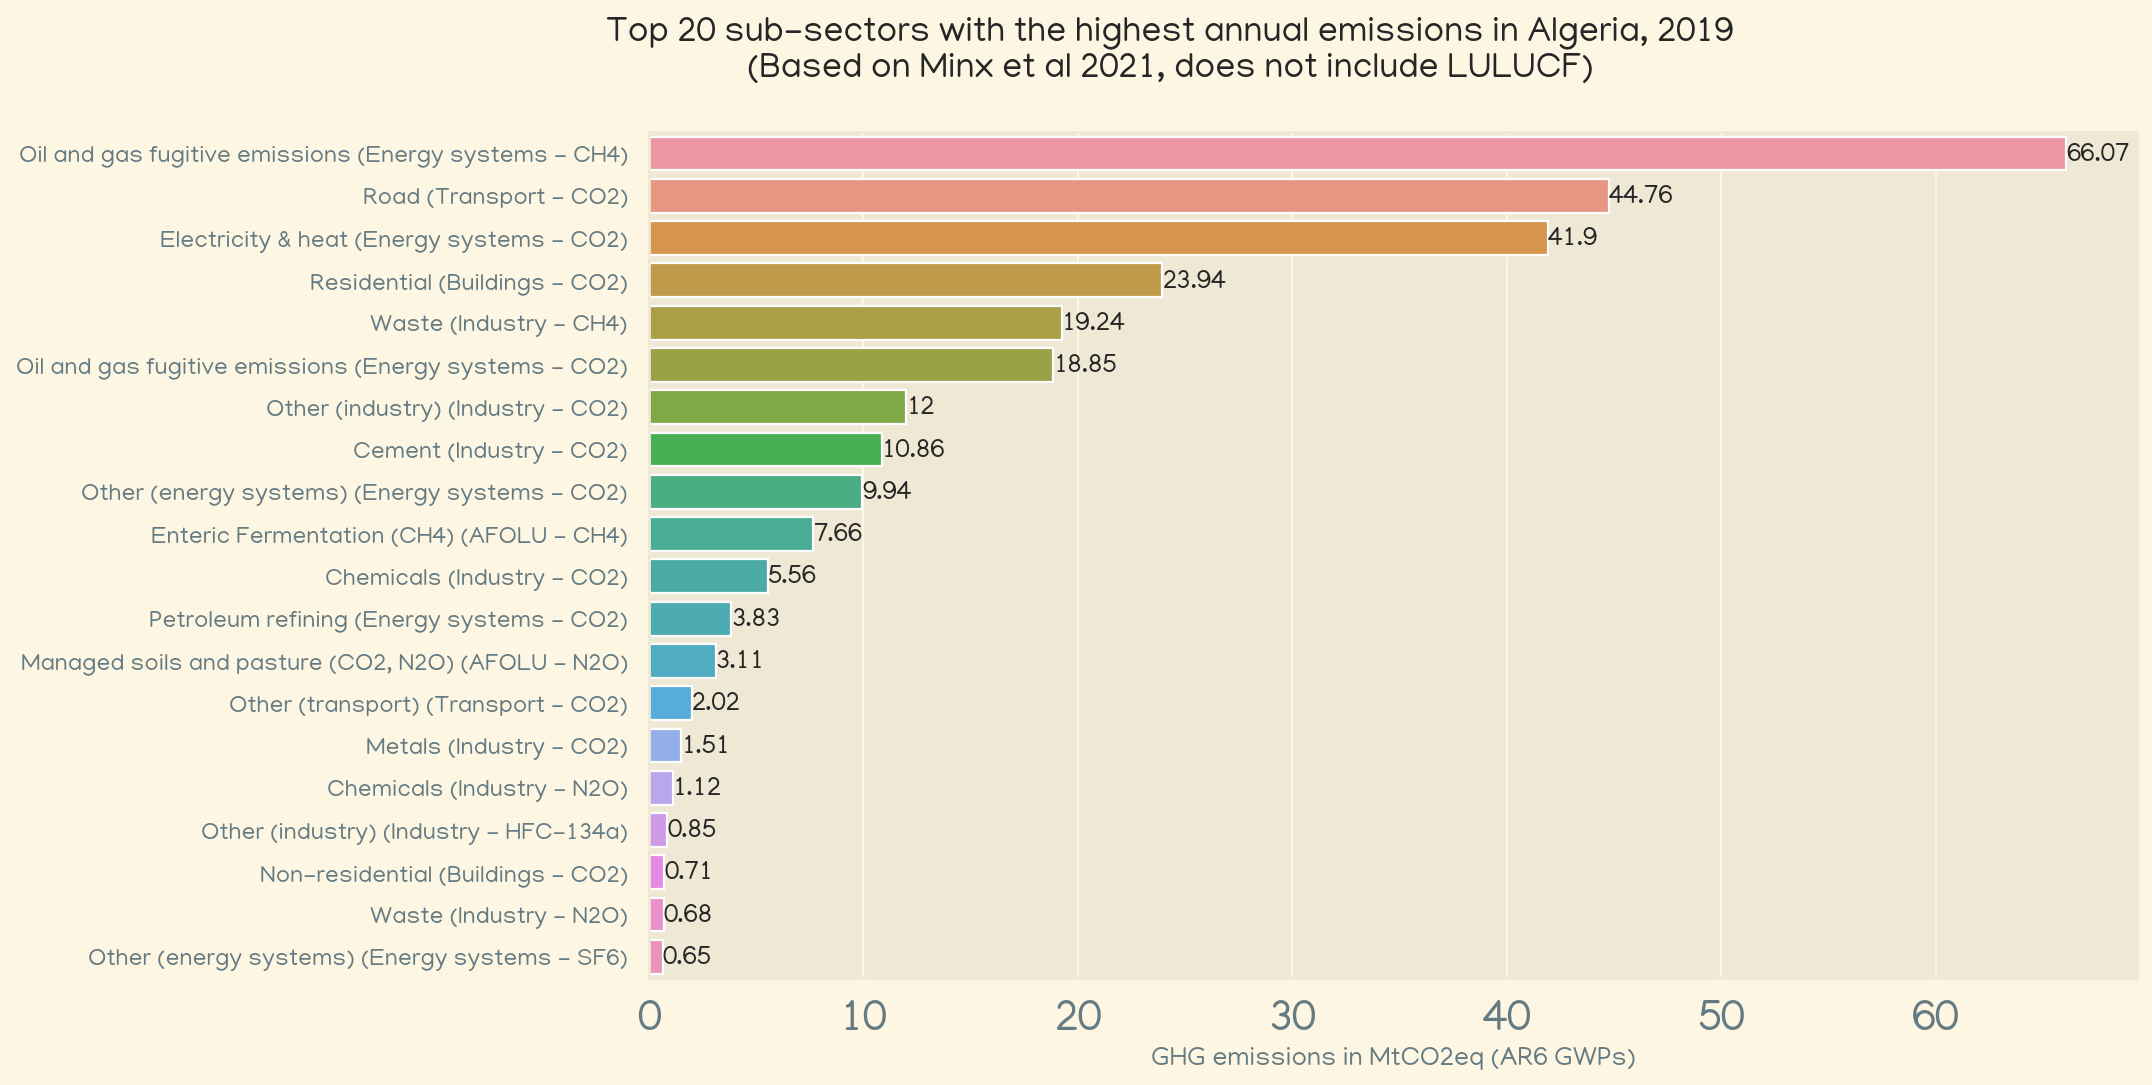 Top 20 sub-sectors with the highest annual emissions in Algeria, 2019
(Based on Minx et al 2021, does not include LULUCF)
Oil and gas fugitive emissions (Energy systems - CH4) 66.07
Road (Transport - CO2) 44.76
Electricity & heat (Energy systems - CO2) 41.9
Residential (Buildings - CO2) 23.94
Waste (Industry - CH4) 19.24
Oil and gas fugitive emissions (Energy systems - CO2) 18.85
Other (industry) (Industry - CO2) 12
Cement (Industry - CO2) 10.86
Other (energy systems) (Energy systems - CO2) 9.94
Enteric Fermentation (CH4) (AFOLU - CH4) 7.66
Chemicals (Industry - CO2) 5.56
Petroleum refining (Energy systems - CO2) 3.83
Managed soils and pasture (CO2, N2O) (AFOLU - N2O) 3.11
Other (transport) (Transport - CO2) 2.02
Metals (Industry - CO2) 1.51
Chemicals (Industry - N2O) 1.12
Other (industry) (Industry - HFC-134a) 0.85
Non-residential (Buildings - CO2) 0.71
Waste (Industry - N2O) 0.68
Other (energy systems) (Energy systems - SF6) 0.65
0 10 20 30 40 50 60
GHG emissions in MtCO2eq (AR6 GWPs)